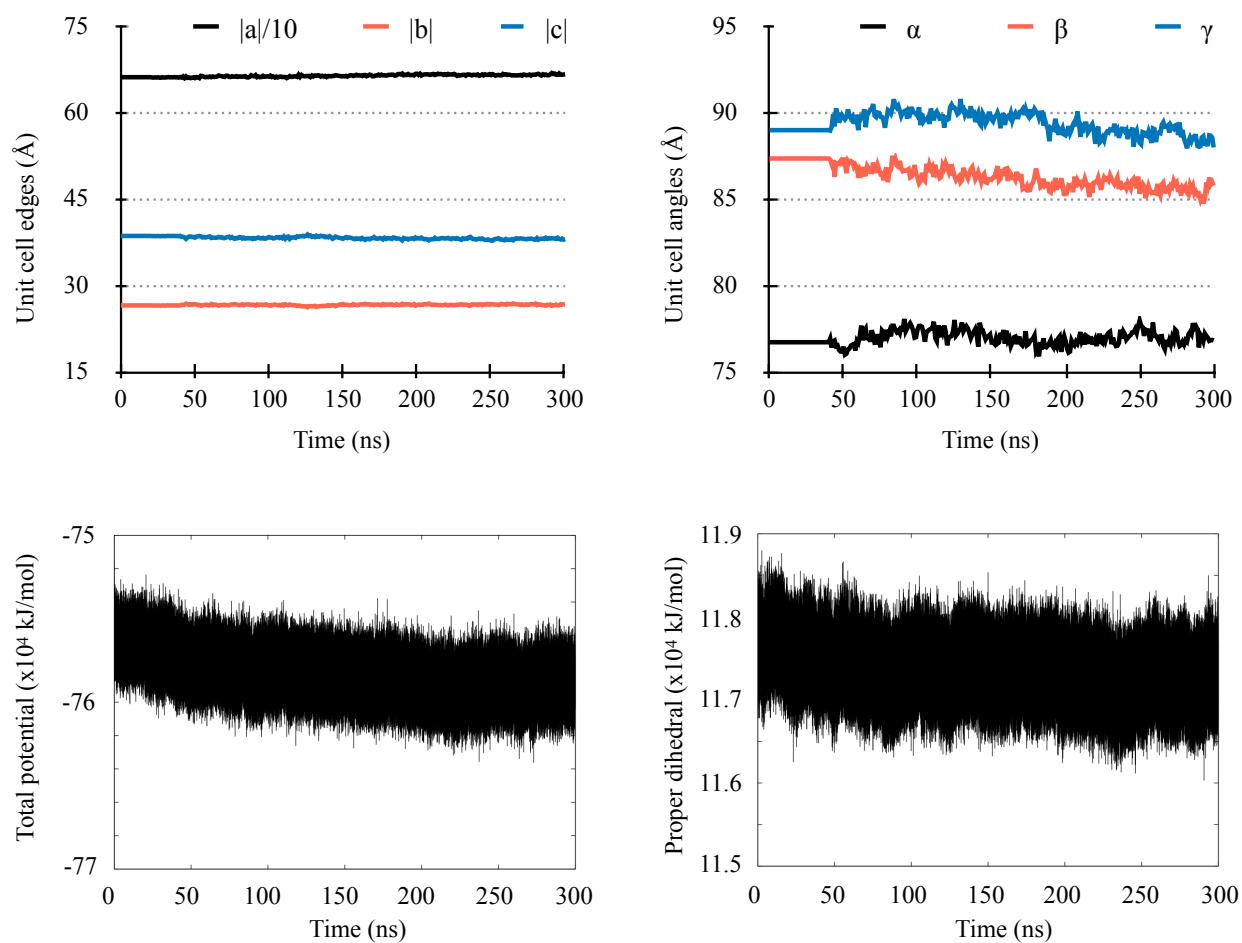 |a|/10 |b| |c|
75
60
45
30
15
Unit cell edges (Å)
0 50 100 150 200 250 300
Time (ns)
α β γ
95
90
85
80
75
Unit cell angles (Å)
0 50 100 150 200 250 300
Time (ns)
-75
-76
-77
Total potential (x10⁴ kJ/mol)
0 50 100 150 200 250 300
Time (ns)
11.9
11.8
11.7
11.6
11.5
Proper dihedral (x10⁴ kJ/mol)
0 50 100 150 200 250 300
Time (ns)